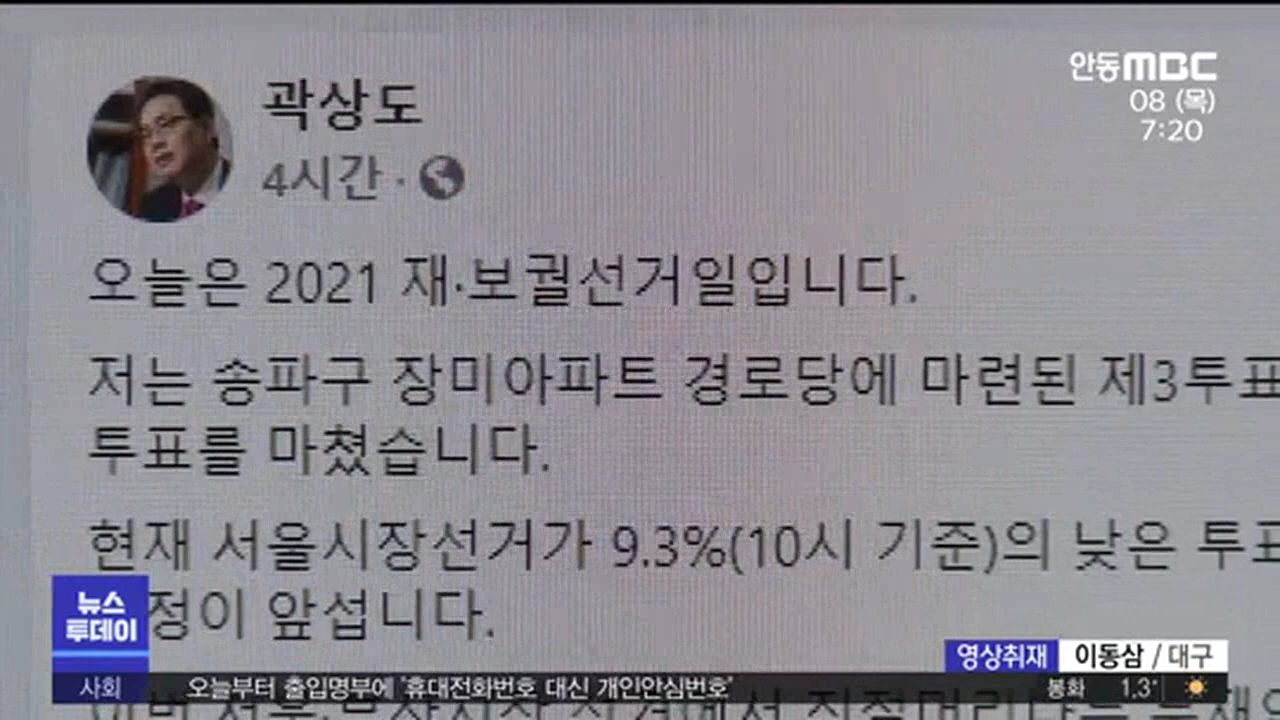 곽상도
4시간 ·
안동MBC
08 (목)
7:20
오늘은 2021 재·보궐선거일입니다.
저는 송파구 장미아파트 경로당에 마련된 제3투표
투표를 마쳤습니다.
현재 서울시장선거가 9.3%(10시 기준)의 낮은 투표
정이 앞섭니다.
뉴스
투데이
영상취재 이동삼 / 대구
사회 오늘부터 출입명부에 '휴대전화번호 대신 개인안심번호' 봉화 1.3°